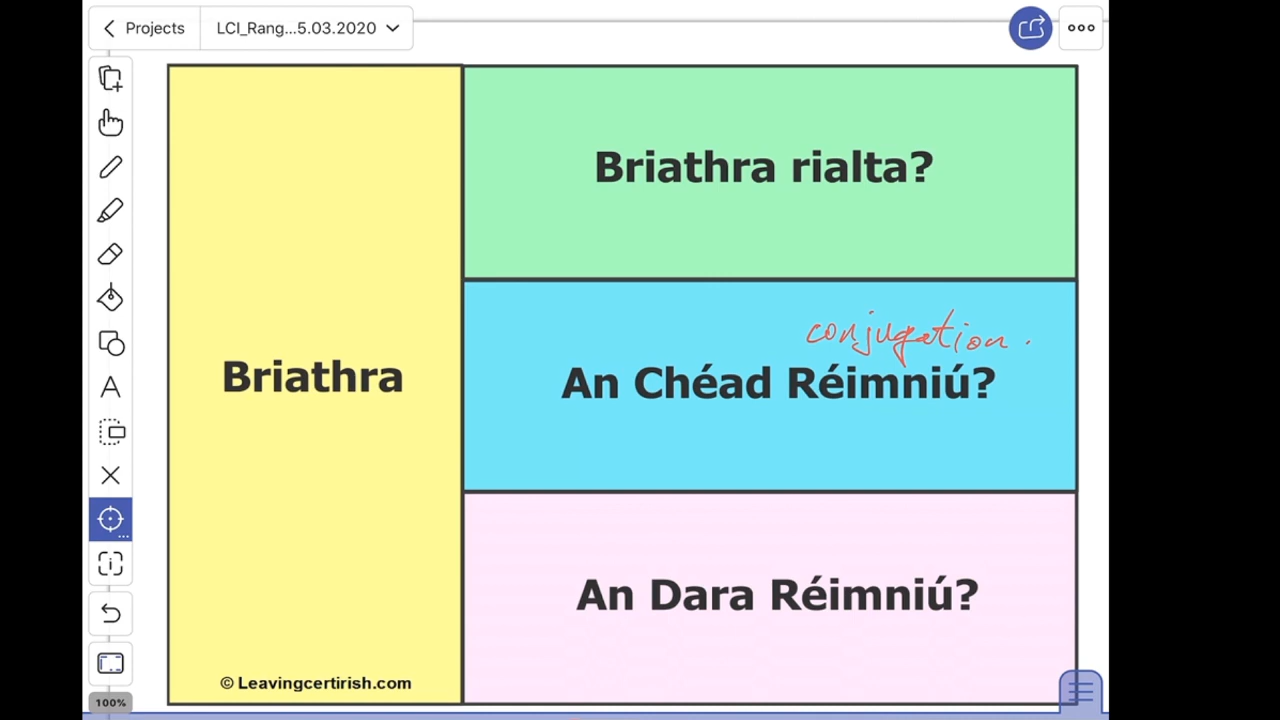 Projects
LCI_Rang...5.03.2020
Briathra rialta?
conjugation.
An Chéad Réimniú?
Briathra
An Dara Réimniú?
© Leavingcertirish.com
100%